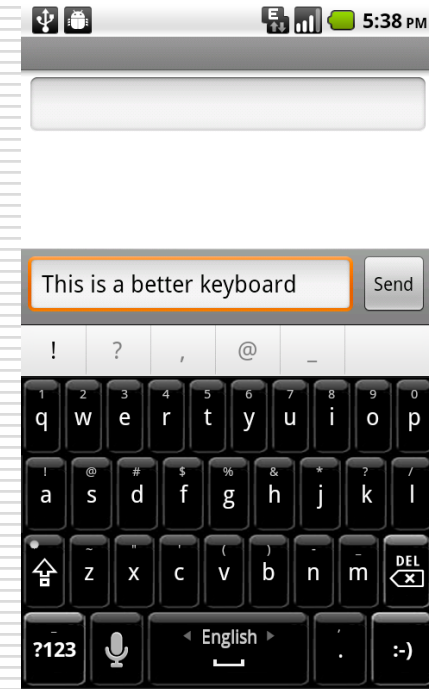 E
5:38 PM
This is a better keyboard
Send
! ? , @ _
1 2 3 4 5 6 7 8 9 0
q w e r t y u i o p
! @ # $ % & * ? /
a s d f g h j k l
~ " ' ( ) - _
z x c v b n m DEL
?123 English . :-)